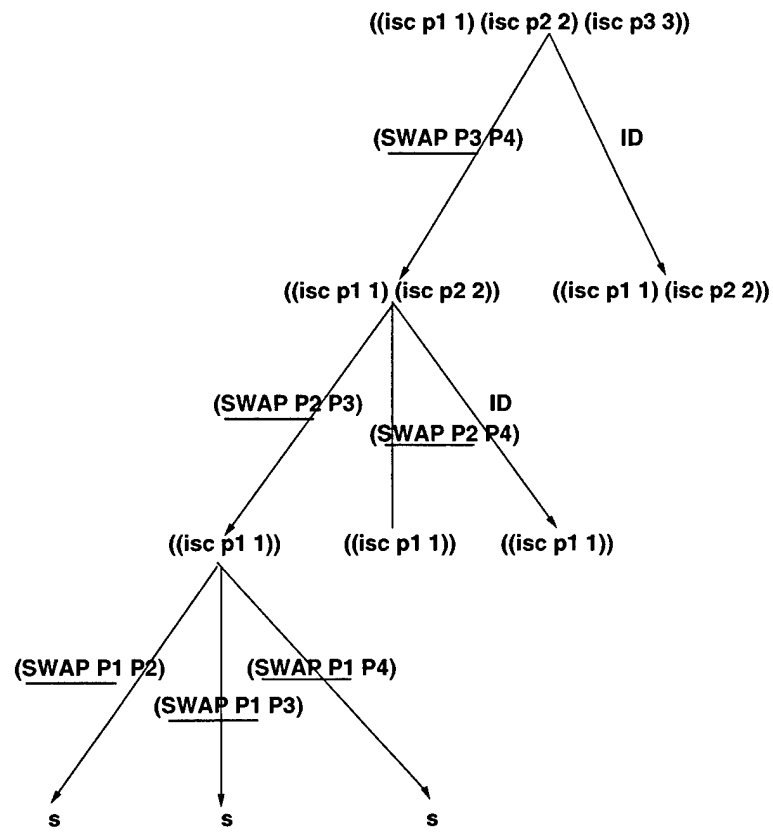 ((isc p1 1) (isc p2 2) (isc p3 3))
(SWAP P3 P4)
ID
((isc p1 1) (isc p2 2))
((isc p1 1) (isc p2 2))
(SWAP P2 P3)
ID
(SWAP P2 P4)
((isc p1 1))
((isc p1 1))
((isc p1 1))
(SWAP P1 P2)
(SWAP P1 P4)
(SWAP P1 P3)
s
s
s